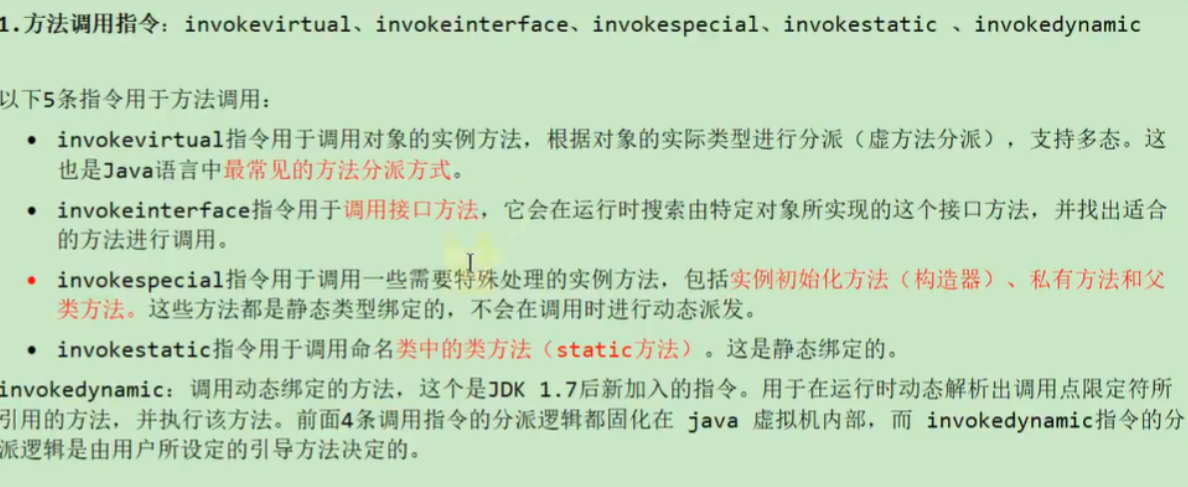 1.方法调用指令：invokevirtual、invokeinterface、invokespecial、invokestatic 、invokedynamic
以下5条指令用于方法调用：
• invokevirtual指令用于调用对象的实例方法，根据对象的实际类型进行分派（虚方法分派），支持多态。这
也是Java语言中最常见的方法分派方式。
• invokeinterface指令用于调用接口方法，它会在运行时搜索由特定对象所实现的这个接口方法，并找出适合
的方法进行调用。
• invokespecial指令用于调用一些需要特殊处理的实例方法，包括实例初始化方法（构造器）、私有方法和父
类方法。这些方法都是静态类型绑定的，不会在调用时进行动态派发。
• invokestatic指令用于调用命名类中的类方法（static方法）。这是静态绑定的。
invokedynamic：调用动态绑定的方法，这个是JDK 1.7后新加入的指令。用于在运行时动态解析出调用点限定符所
引用的方法，并执行该方法。前面4条调用指令的分派逻辑都固化在 java 虚拟机内部，而 invokedynamic指令的分
派逻辑是由用户所设定的引导方法决定的。